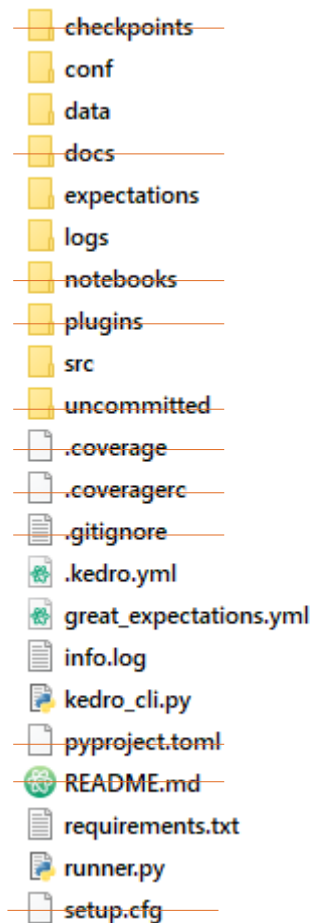 checkpoints
conf
data
docs
expectations
logs
notebooks
plugins
src
uncommitted
.coverage
.coveragerc
.gitignore
.kedro.yml
great_expectations.yml
info.log
kedro_cli.py
pyproject.toml
README.md
requirements.txt
runner.py
setup.cfg